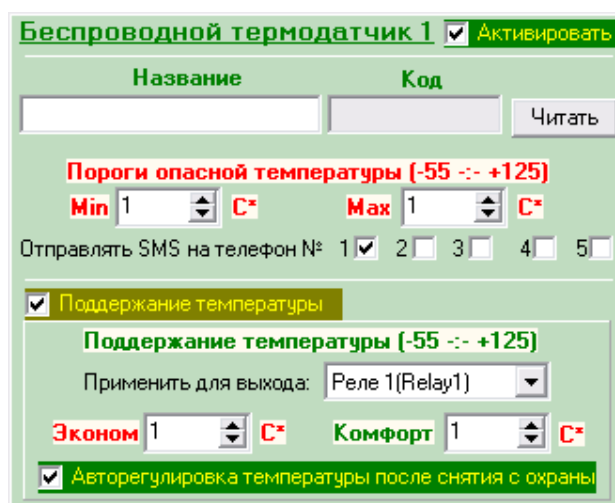 Беспроводной термодатчик 1 Активировать
Название Код
Читать
Пороги опасной температуры (-55 -:- +125)
Min 1 C* Max 1 C*
Отправлять SMS на телефон № 1 2 3 4 5
Поддержание температуры
Поддержание температуры (-55 -:- +125)
Применить для выхода: Реле 1(Relay1)
Эконом 1 C* Комфорт 1 C*
Авторегулировка температуры после снятия с охраны